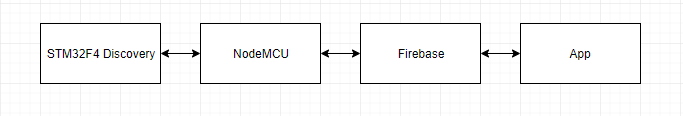 STM32F4 Discovery
NodeMCU
Firebase
App